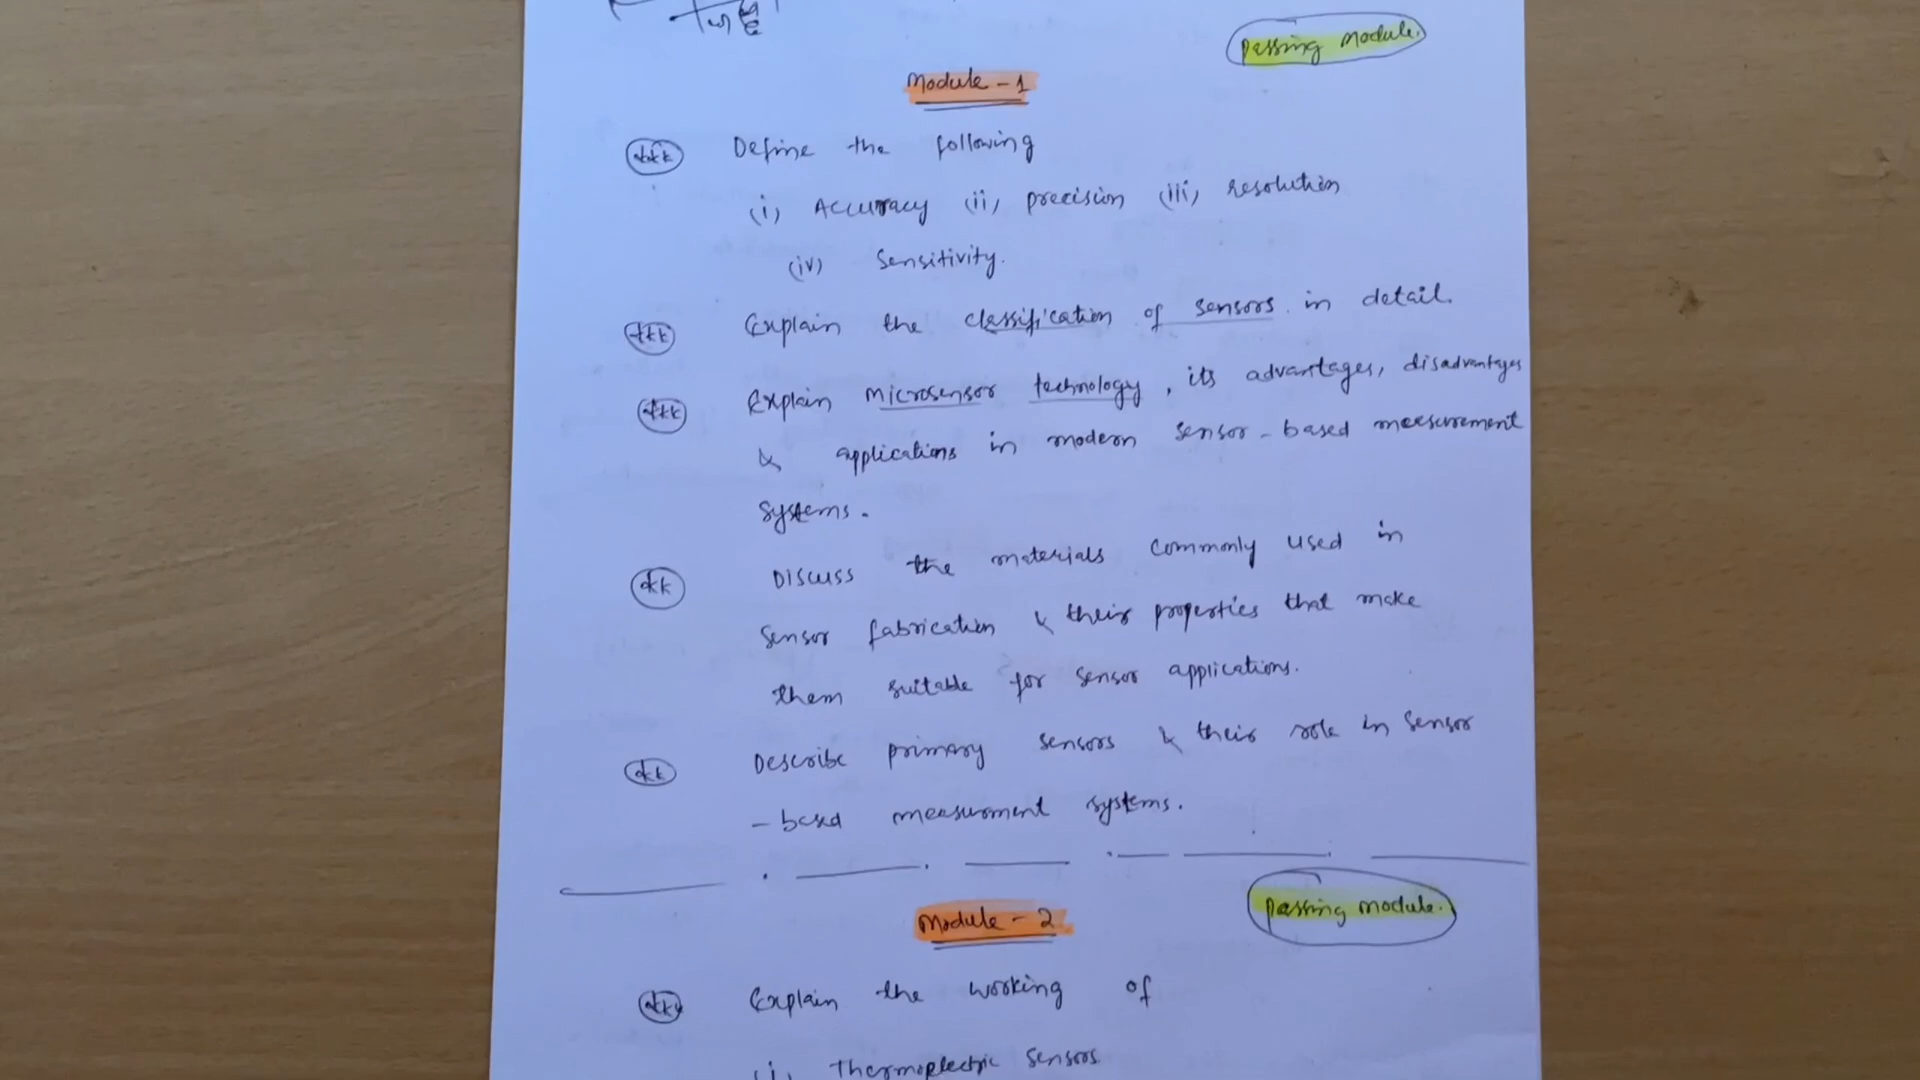 Passing module.
Module - 1
*** Define the following
(i) Accuracy (ii) precision (iii) resolution
(iv) Sensitivity.
*** Explain the classification of sensors in detail.
*** Explain microsensor technology, its advantages, disadvantages
& applications in modern sensor-based measurement
systems.
** Discuss the materials commonly used in
sensor fabrication & their properties that make
them suitable for sensor applications.
** Describe primary sensors & their role in sensor
- based measurment systems.
Module - 2
Passing module.
Explain the working of
(i) Thermoelectric sensors